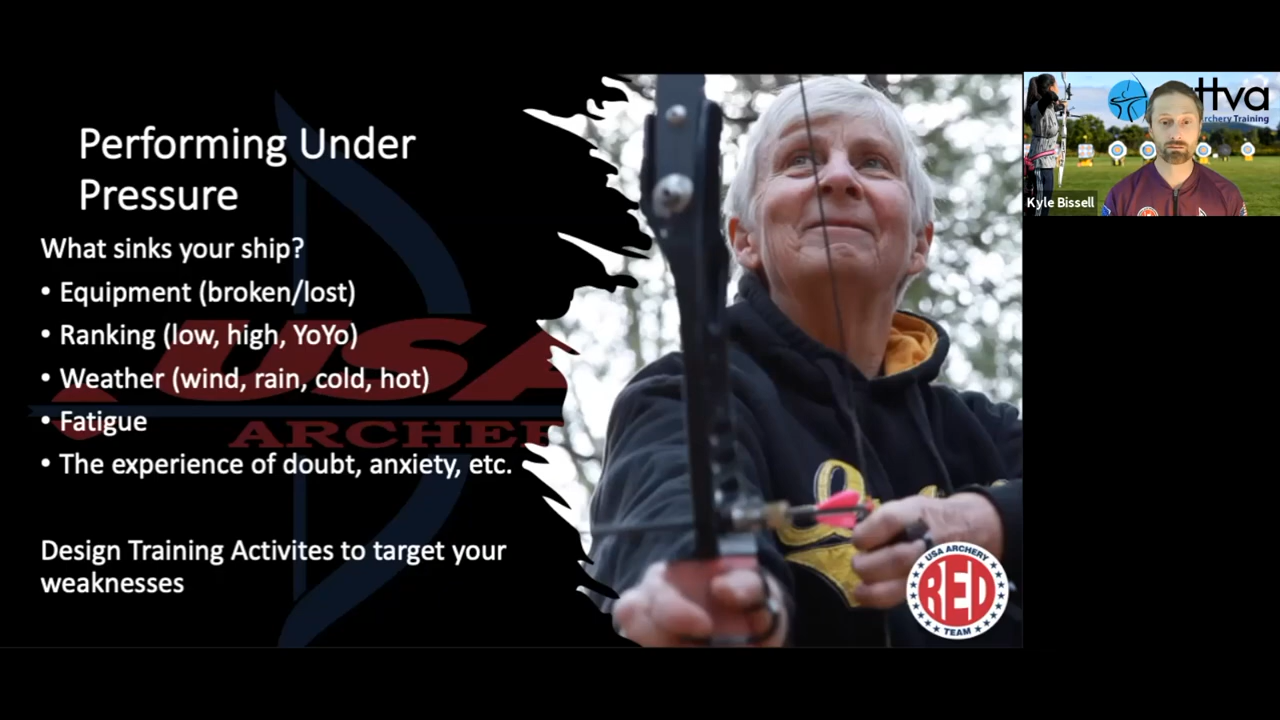 Performing Under
Pressure
What sinks your ship?
• Equipment (broken/lost)
• Ranking (low, high, YoYo)
• Weather (wind, rain, cold, hot)
• Fatigue
• The experience of doubt, anxiety, etc.
Design Training Activites to target your
weaknesses
USA
ARCHER
USA ARCHERY
RED
TEAM
ttva
rchery Training
Kyle Bissell